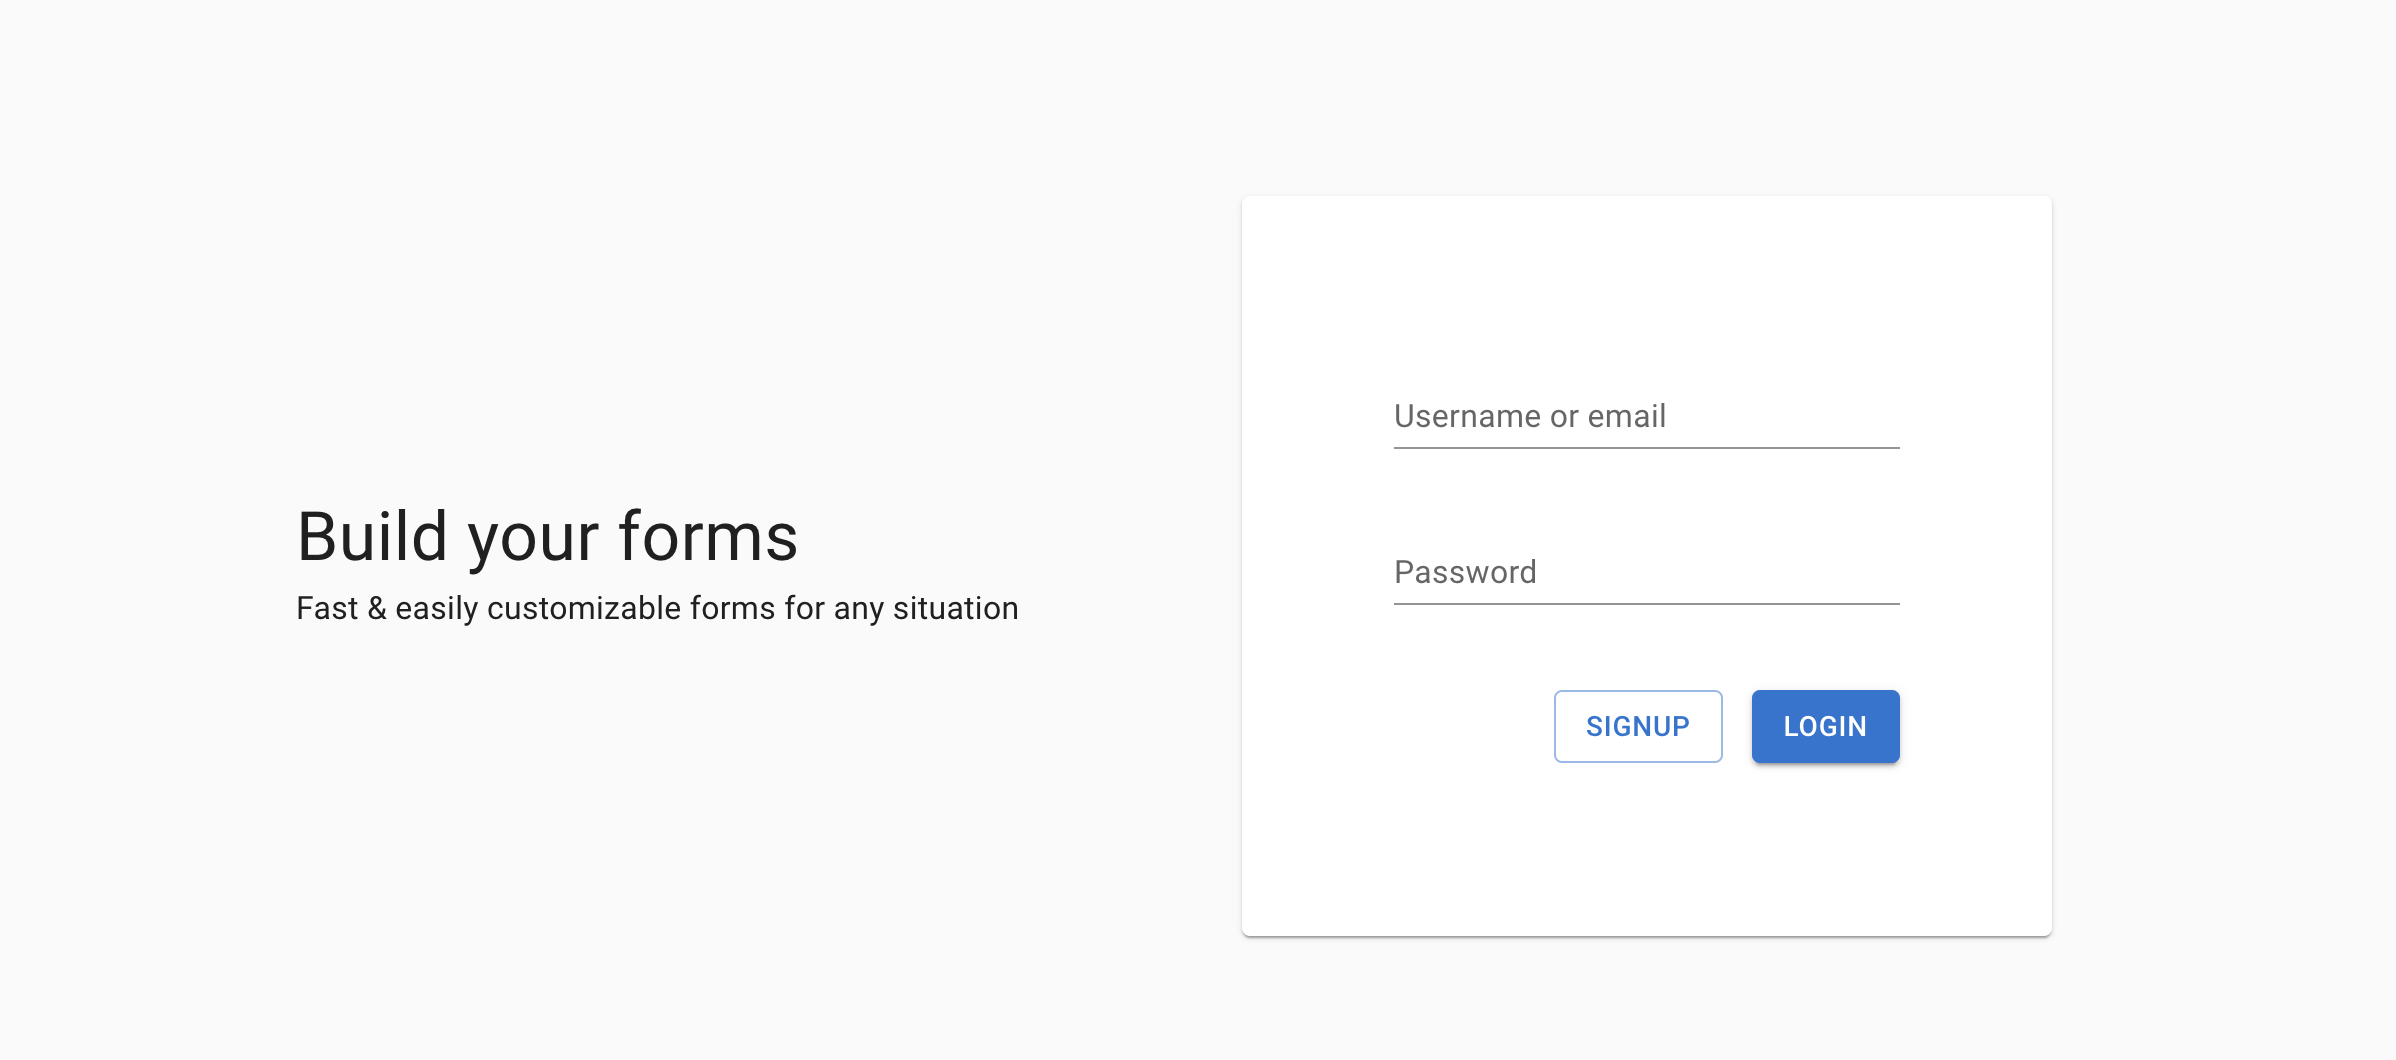 Build your forms
Fast & easily customizable forms for any situation
Username or email
Password
SIGNUP
LOGIN